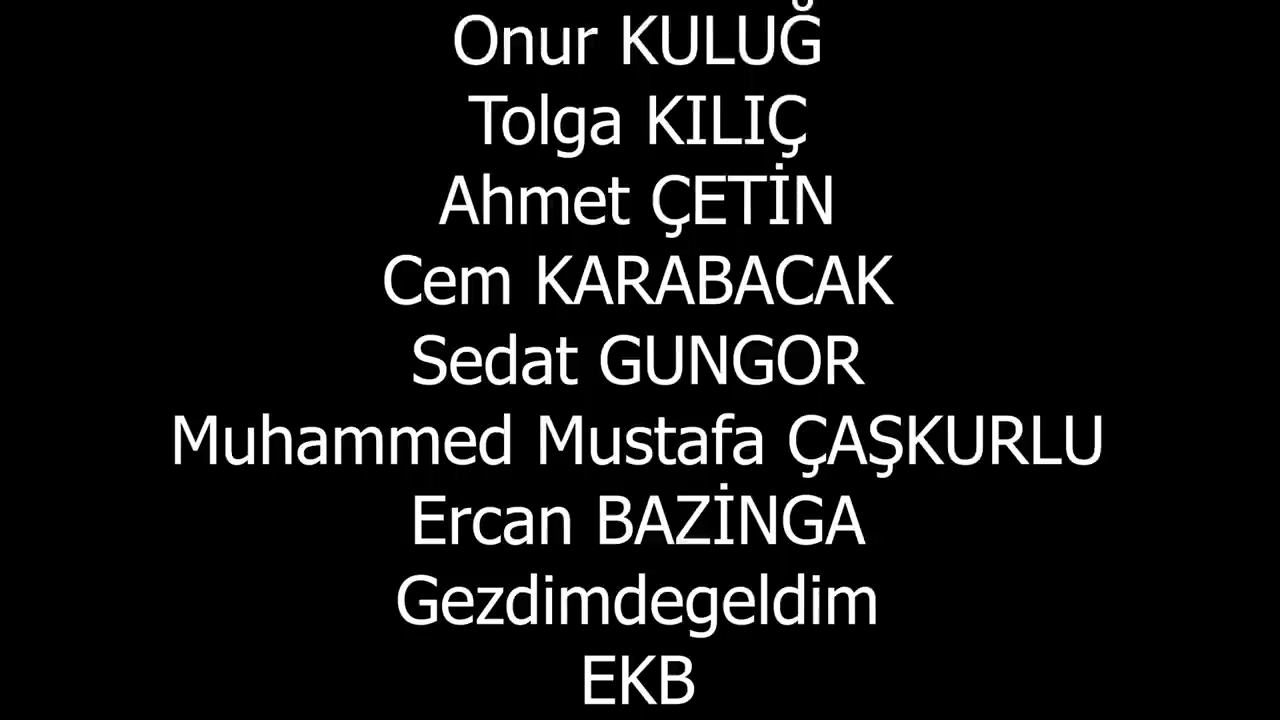 Onur KULUĞ
Tolga KILIÇ
Ahmet ÇETİN
Cem KARABACAK
Sedat GUNGOR
Muhammed Mustafa ÇAŞKURLU
Ercan BAZİNGA
Gezdimdegeldim
EKB